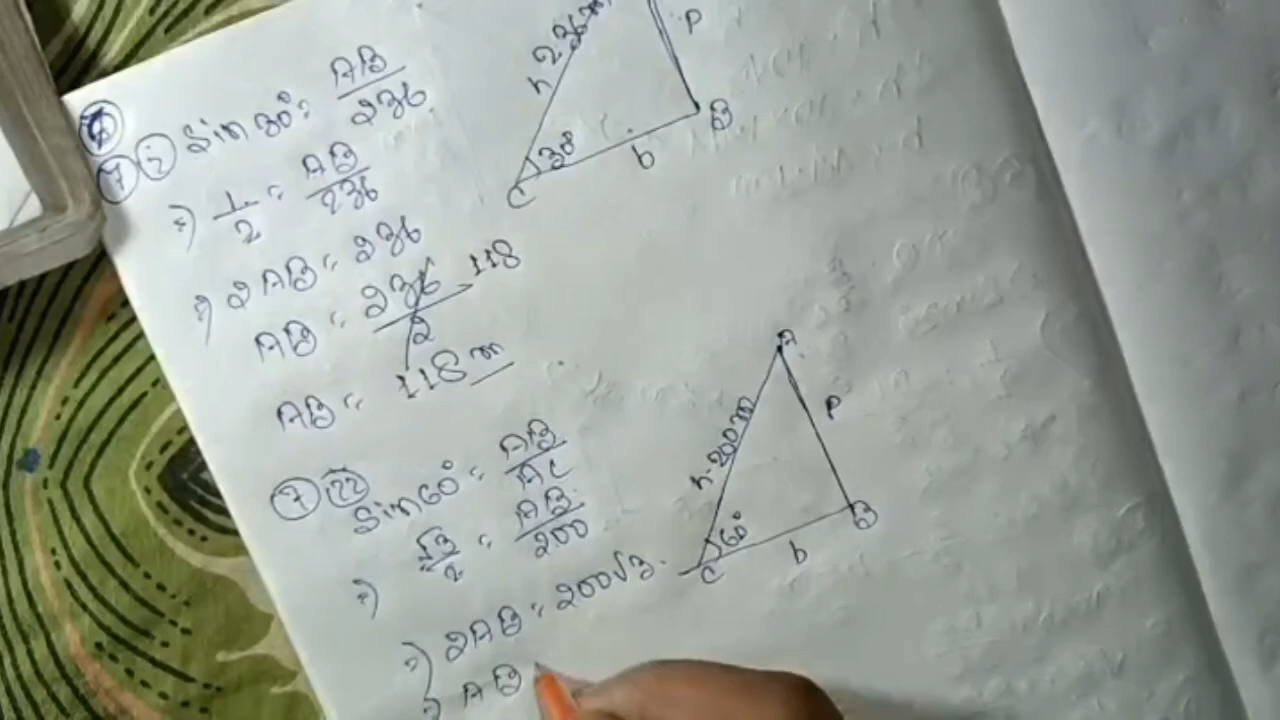 7 i Sin 30° = AB/236
⇒ 1/2 = AB/236
⇒ 2AB = 236
AB = 236/2 118
AB = 118 m
h 236m
P
B
30°
b
C
7 ii
Sin 60° = AB/AC
⇒ √3/2 = AB/200
⇒ 2AB = 200√3.
⇒ AB
A
h-200m
P
60°
B
C
b